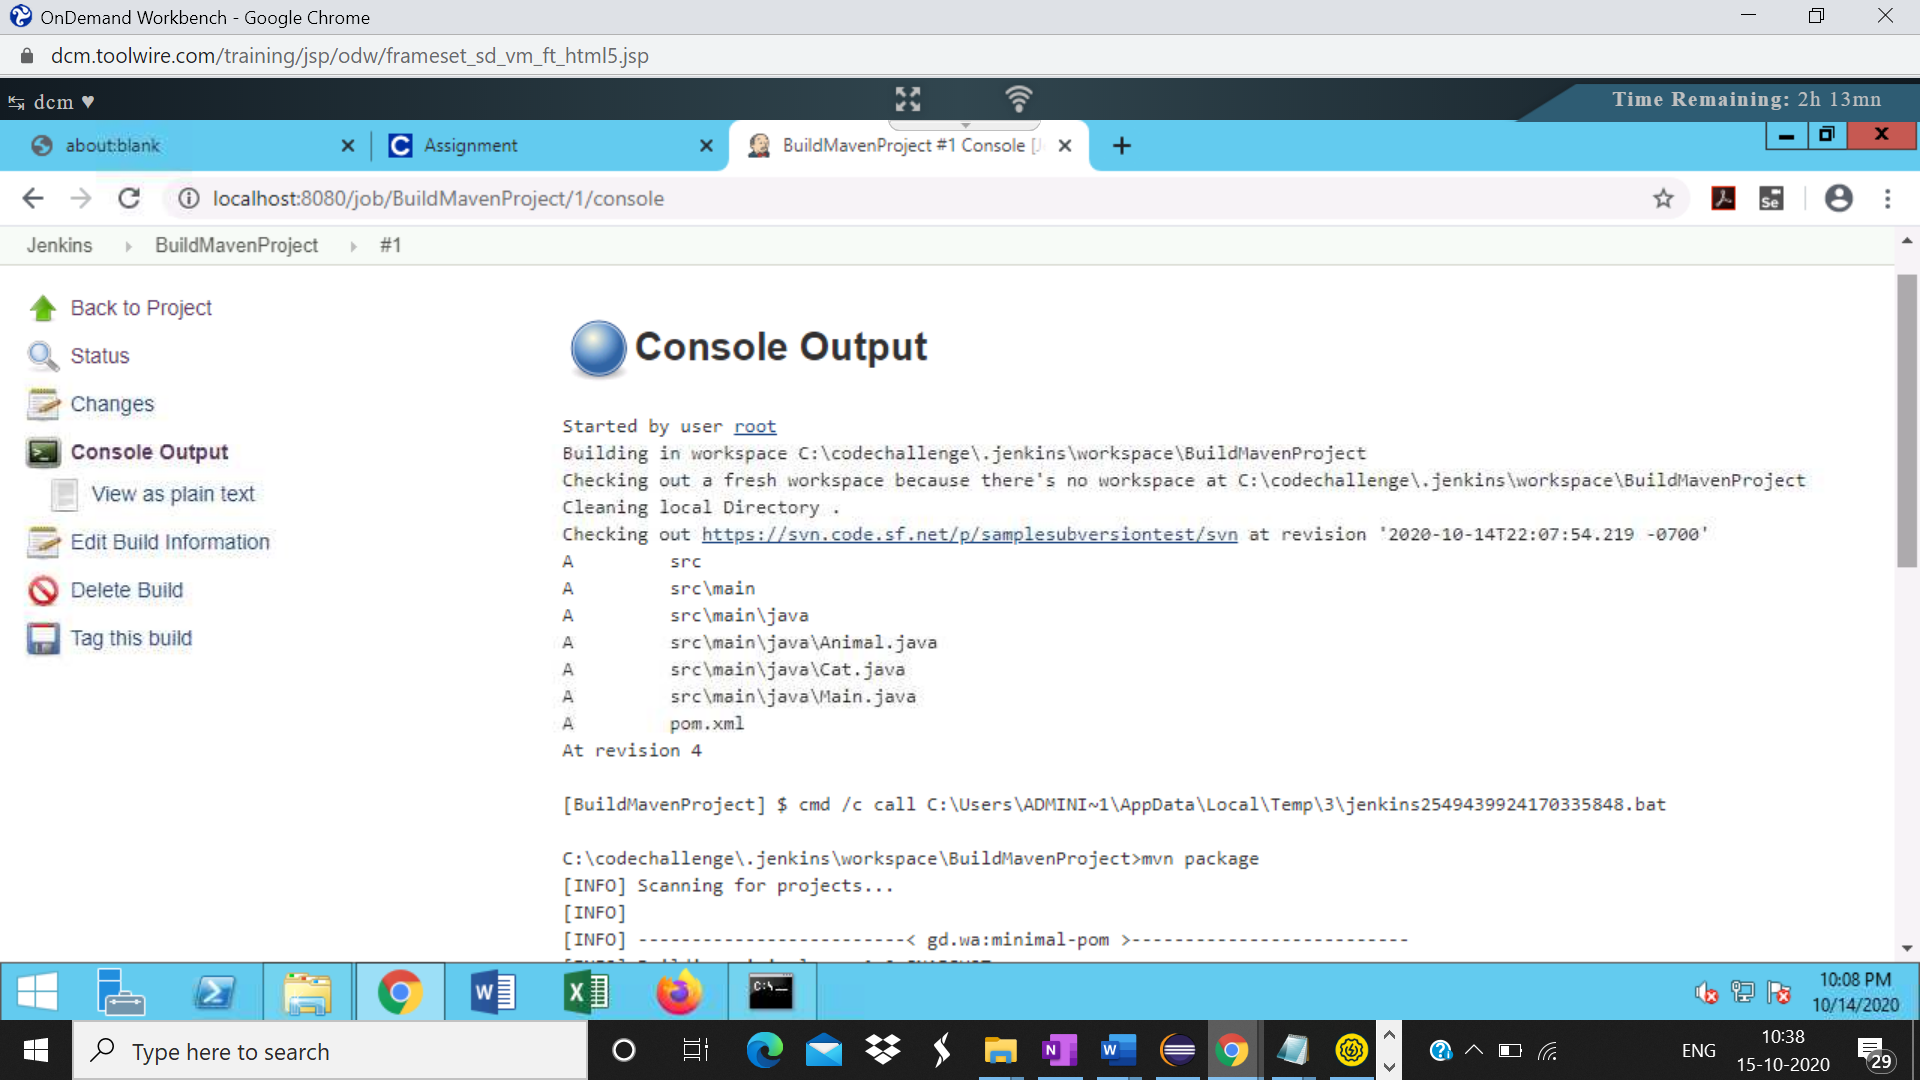 OnDemand Workbench - Google Chrome
dcm.toolwire.com/training/jsp/odw/frameset_sd_vm_ft_html5.jsp
dcm ♥
Time Remaining: 2h 13mn
about:blank
Assignment
BuildMavenProject #1 Console [J
localhost:8080/job/BuildMavenProject/1/console
Se
Jenkins
BuildMavenProject
#1
Back to Project
Status
Changes
Console Output
View as plain text
Edit Build Information
Delete Build
Tag this build
Console Output
Started by user root
Building in workspace C:\codechallenge\.jenkins\workspace\BuildMavenProject
Checking out a fresh workspace because there's no workspace at C:\codechallenge\.jenkins\workspace\BuildMavenProject
Cleaning local Directory .
Checking out https://svn.code.sf.net/p/samplesubversiontest/svn at revision '2020-10-14T22:07:54.219 -0700'
A src
A src\main
A src\main\java
A src\main\java\Animal.java
A src\main\java\Cat.java
A src\main\java\Main.java
A pom.xml
At revision 4
[BuildMavenProject] $ cmd /c call C:\Users\ADMINI~1\AppData\Local\Temp\3\jenkins2549439924170335848.bat
C:\codechallenge\.jenkins\workspace\BuildMavenProject>mvn package
[INFO] Scanning for projects...
[INFO]
[INFO] -------------------------< gd.wa:minimal-pom >--------------------------
10:08 PM
10/14/2020
Type here to search
ENG
10:38
15-10-2020
29